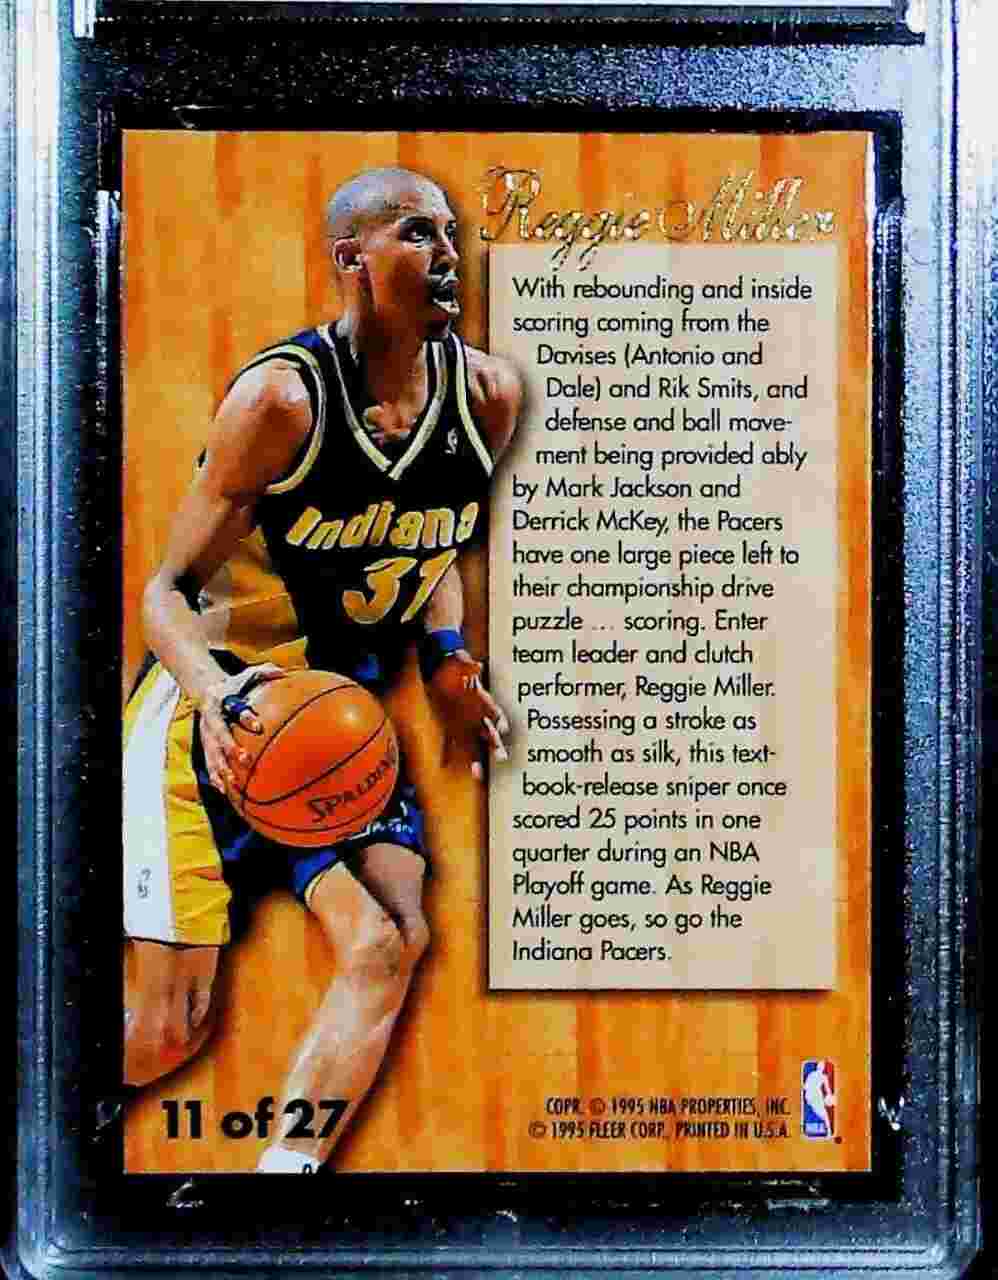 Reggie Miller
With rebounding and inside
scoring coming from the
Davises (Antonio and
Dale) and Rik Smits, and
defense and ball move-
ment being provided ably
by Mark Jackson and
Derrick McKey, the Pacers
have one large piece left to
their championship drive
puzzle ... scoring. Enter
team leader and clutch
performer, Reggie Miller.
Possessing a stroke as
smooth as silk, this text-
book-release sniper once
scored 25 points in one
quarter during an NBA
Playoff game. As Reggie
Miller goes, so go the
Indiana Pacers.
Indiana
31
SPALDING
11 of 27
COPR. © 1995 NBA PROPERTIES, INC.
© 1995 FLEER CORP., PRINTED IN U.S.A.
NBA